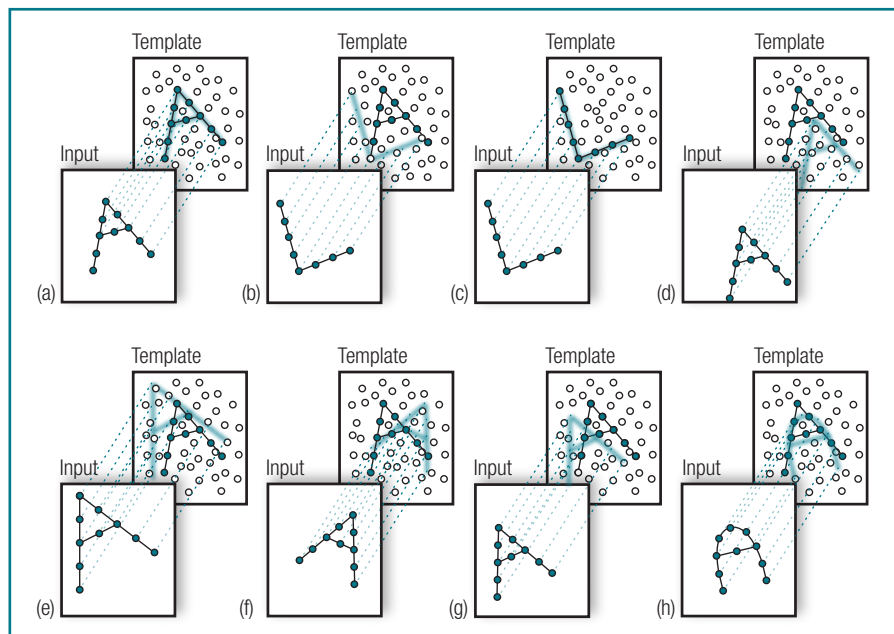 Template
Input
(a)
Template
Input
(b)
Template
Input
(c)
Template
Input
(d)
Template
Input
(e)
Template
Input
(f)
Template
Input
(g)
Template
Input
(h)